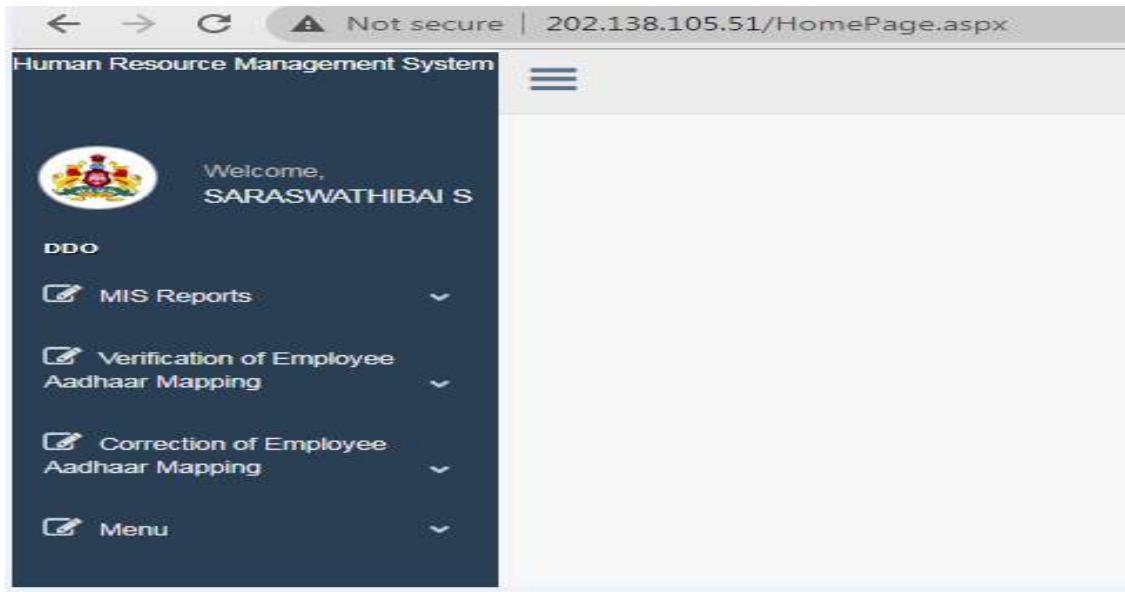 Not secure | 202.138.105.51/HomePage.aspx
Human Resource Management System
Welcome,
SARASWATHIBAI S
DDO
MIS Reports
Verification of Employee
Aadhaar Mapping
Correction of Employee
Aadhaar Mapping
Menu